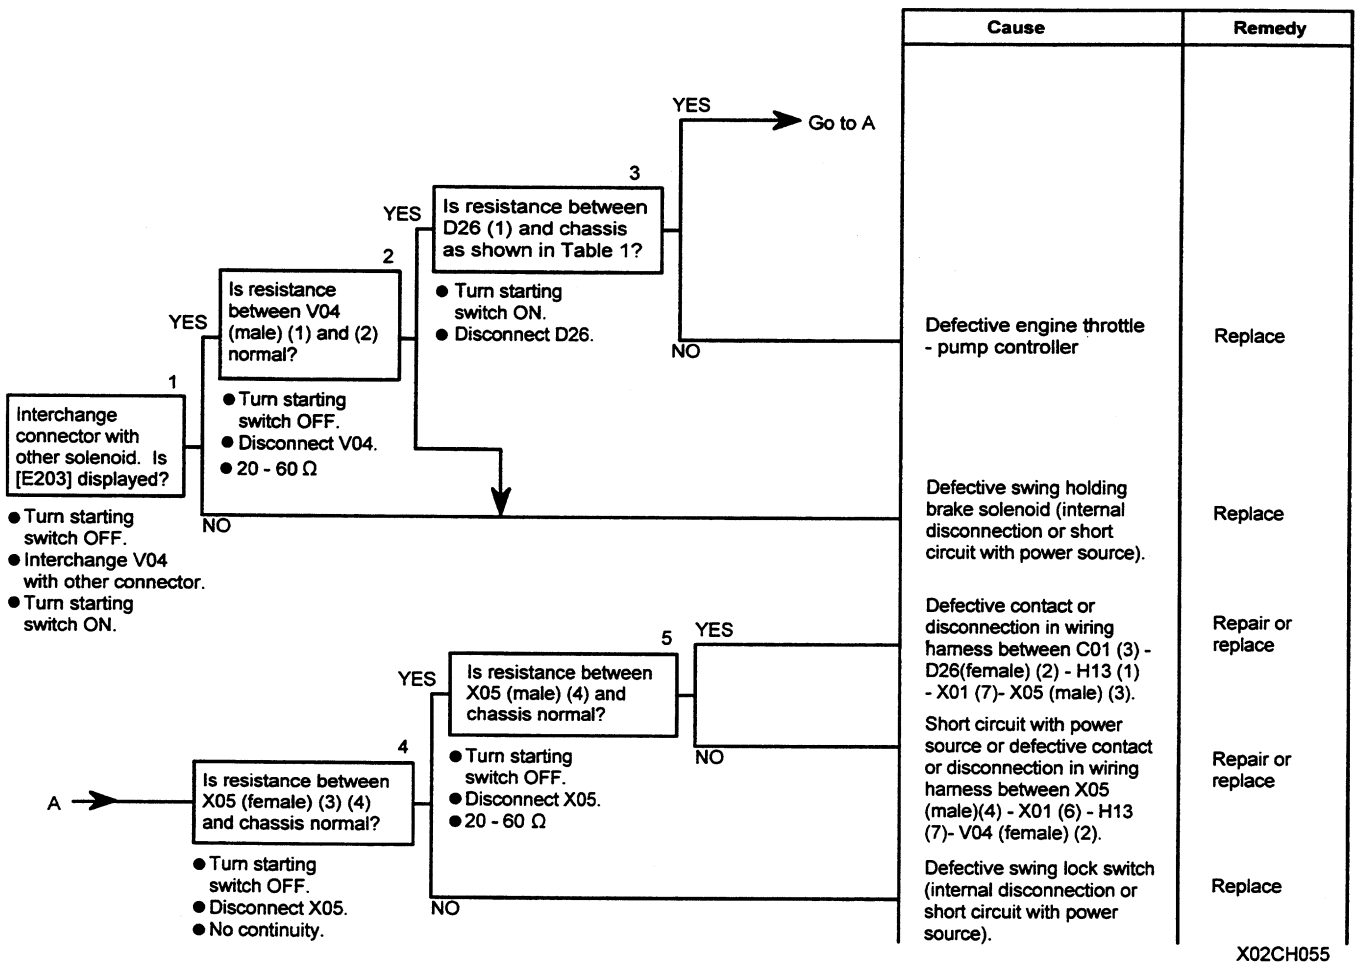 Cause
Remedy
YES
Go to A
3
Is resistance between
D26 (1) and chassis
as shown in Table 1?
YES
● Turn starting
switch ON.
● Disconnect D26.
NO
2
Is resistance
between V04
(male) (1) and (2)
normal?
YES
● Turn starting
switch OFF.
● Disconnect V04.
● 20 - 60 Ω
Defective engine throttle
- pump controller
Replace
1
Interchange
connector with
other solenoid. Is
[E203] displayed?
● Turn starting
switch OFF.
● Interchange V04
with other connector.
● Turn starting
switch ON.
NO
Defective swing holding
brake solenoid (internal
disconnection or short
circuit with power source).
Replace
5
YES
Is resistance between
X05 (male) (4) and
chassis normal?
YES
● Turn starting
switch OFF.
● Disconnect X05.
● 20 - 60 Ω
NO
Defective contact or
disconnection in wiring
harness between C01 (3) -
D26(female) (2) - H13 (1)
- X01 (7)- X05 (male) (3).
Repair or
replace
Short circuit with power
source or defective contact
or disconnection in wiring
harness between X05
(male)(4) - X01 (6) - H13
(7)- V04 (female) (2).
Repair or
replace
4
A
Is resistance between
X05 (female) (3) (4)
and chassis normal?
● Turn starting
switch OFF.
● Disconnect X05.
● No continuity.
NO
Defective swing lock switch
(internal disconnection or
short circuit with power
source).
Replace
X02CH055